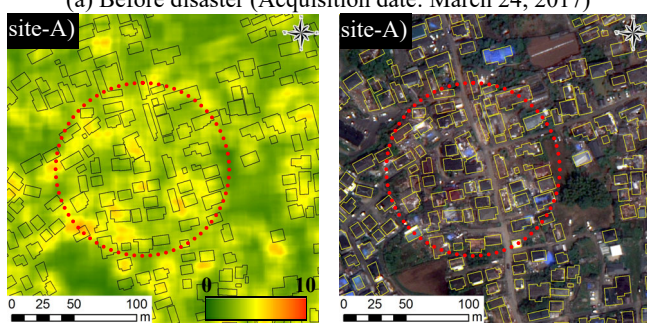 (a) Before disaster (Acquisition date: March 24, 2017)
site-A)
site-A)
0 10
0 25 50 100
m
0 25 50 100
m